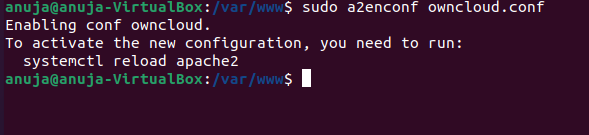 anuja@anuja-VirtualBox:/var/www$ sudo a2enconf owncloud.conf
Enabling conf owncloud.
To activate the new configuration, you need to run:
  systemctl reload apache2
anuja@anuja-VirtualBox:/var/www$